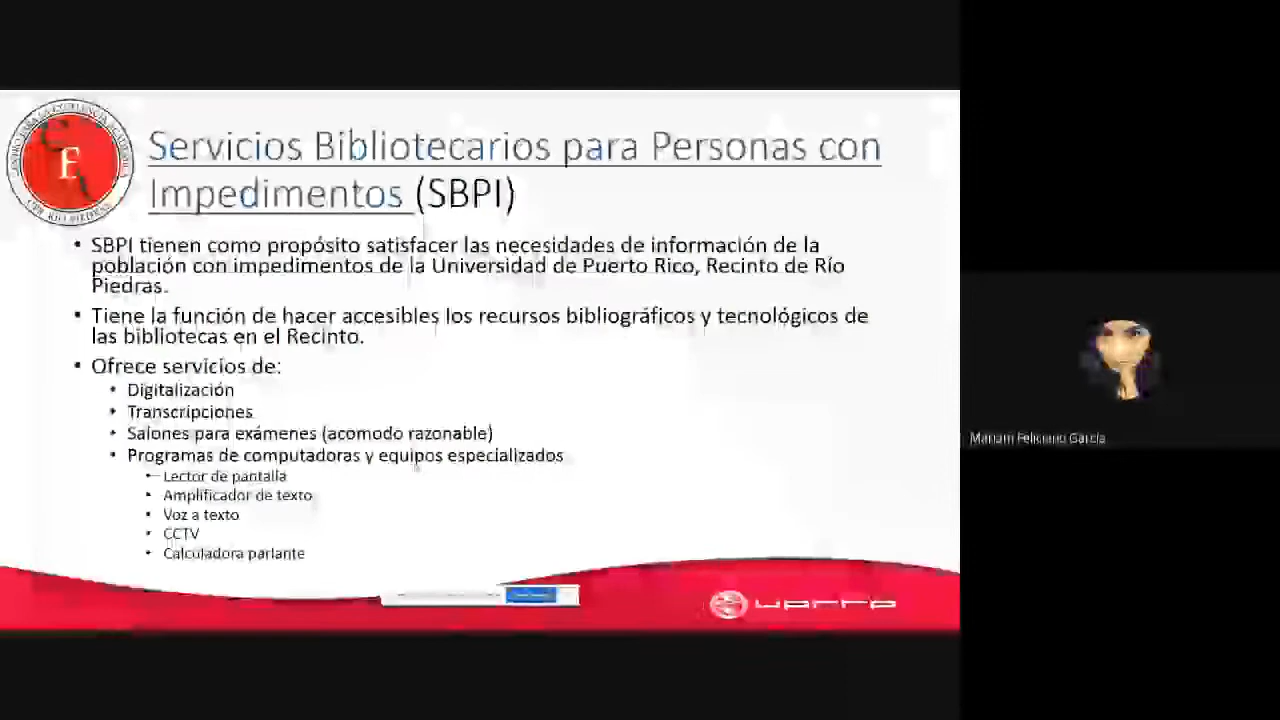 Servicios Bibliotecarios para Personas con
Impedimentos (SBPI)
• SBPI tienen como propósito satisfacer las necesidades de información de la
población con impedimentos de la Universidad de Puerto Rico, Recinto de Río
Piedras.
• Tiene la función de hacer accesibles los recursos bibliográficos y tecnológicos de
las bibliotecas en el Recinto.
• Ofrece servicios de:
• Digitalización
• Transcripciones
• Salones para exámenes (acomodo razonable)
• Programas de computadoras y equipos especializados
• Lector de pantalla
• Amplificador de texto
• Voz a texto
• CCTV
• Calculadora parlante
uprrp
Mariam Feliciano García